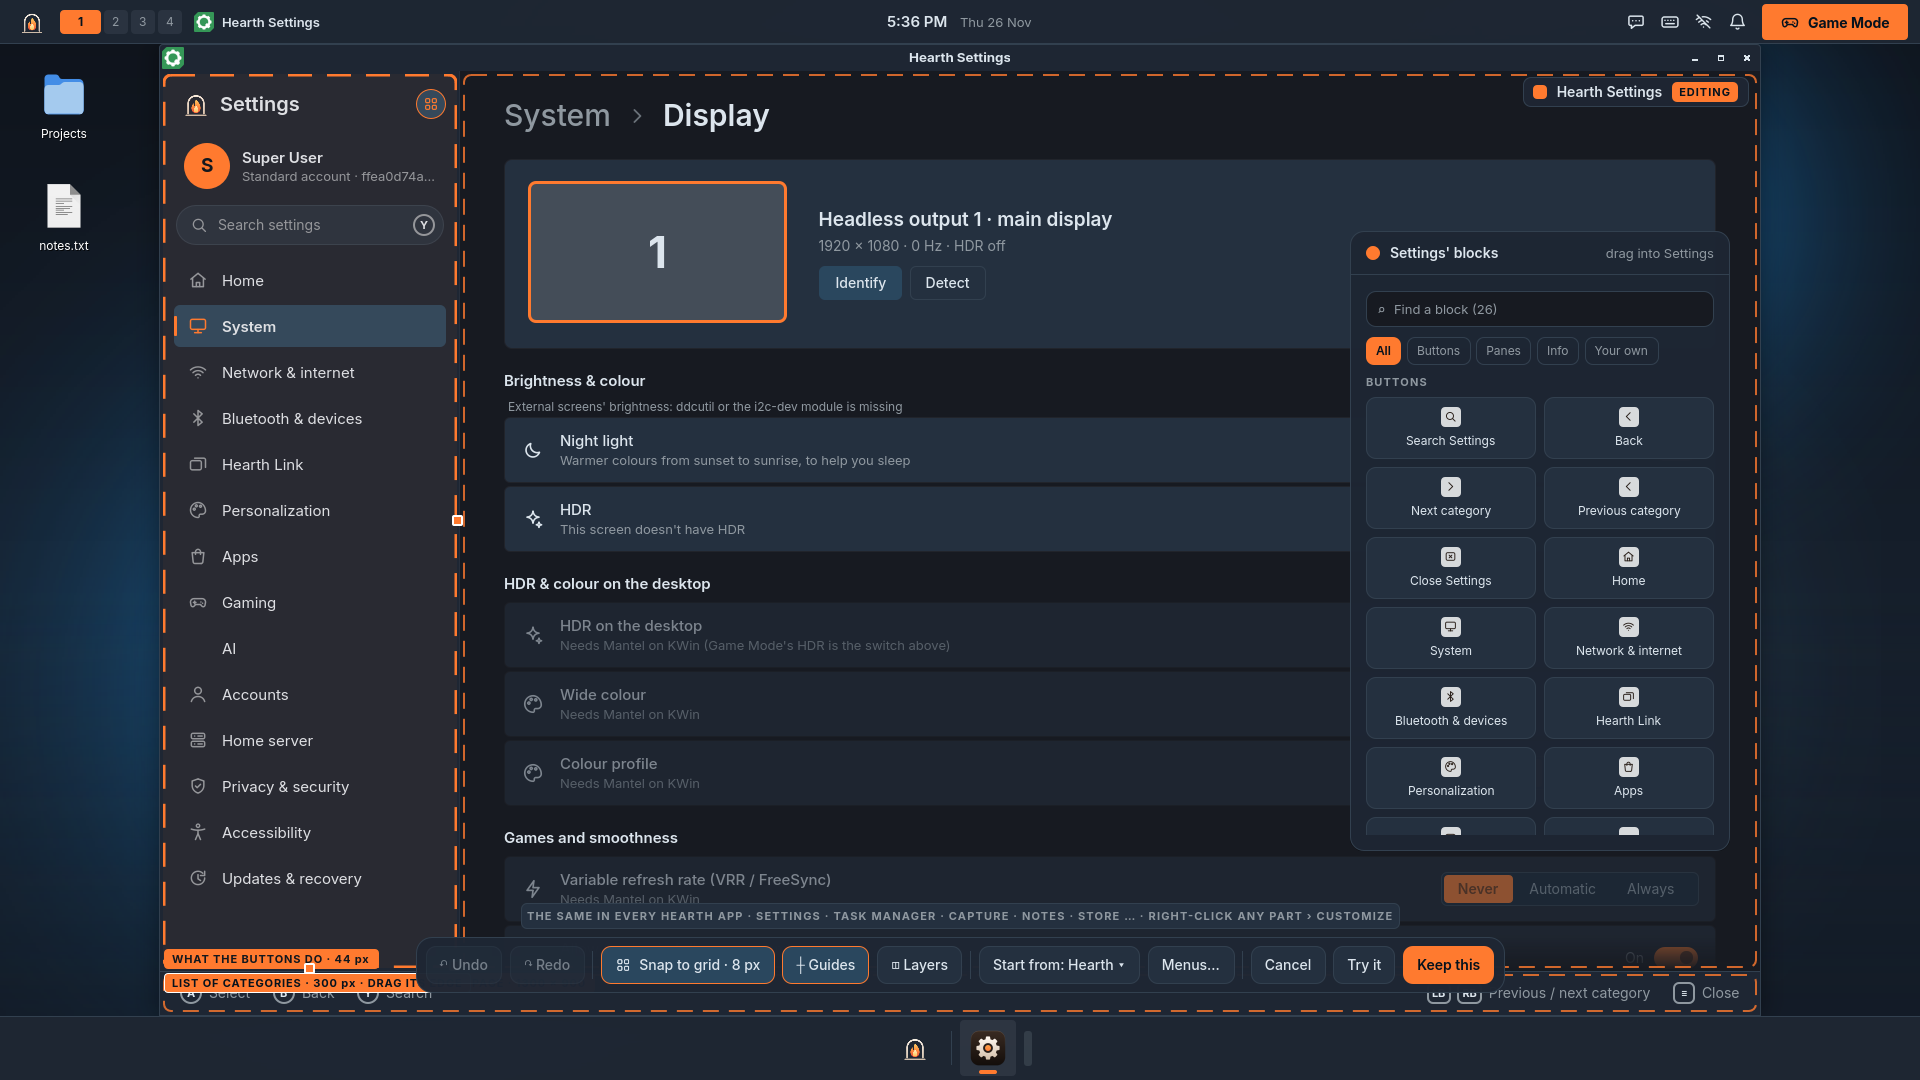 1 2 3 4 Hearth Settings
5:36 PM Thu 26 Nov
Game Mode
Projects
notes.txt
Hearth Settings
Settings
S
Super User
Standard account · ffea0d74a...
Search settings Y
Home
System
Network & internet
Bluetooth & devices
Hearth Link
Personalization
Apps
Gaming
AI
Accounts
Home server
Privacy & security
Accessibility
Updates & recovery
WHAT THE BUTTONS DO · 44 px
LIST OF CATEGORIES · 300 px · DRAG IT
A Select B Back Y Search
System > Display
Hearth Settings EDITING
1
Headless output 1 · main display
1920 × 1080 · 0 Hz · HDR off
Identify Detect
Brightness & colour
External screens' brightness: ddcutil or the i2c-dev module is missing
Night light
Warmer colours from sunset to sunrise, to help you sleep
HDR
This screen doesn't have HDR
HDR & colour on the desktop
HDR on the desktop
Needs Mantel on KWin (Game Mode's HDR is the switch above)
Wide colour
Needs Mantel on KWin
Colour profile
Needs Mantel on KWin
Games and smoothness
Variable refresh rate (VRR / FreeSync)
Needs Mantel on KWin
Never Automatic Always
On
Settings' blocks drag into Settings
Find a block (26)
All Buttons Panes Info Your own
BUTTONS
Search Settings Back
Next category Previous category
Close Settings Home
System Network & internet
Bluetooth & devices Hearth Link
Personalization Apps
THE SAME IN EVERY HEARTH APP · SETTINGS · TASK MANAGER · CAPTURE · NOTES · STORE ... · RIGHT-CLICK ANY PART › CUSTOMIZE
Undo Redo Snap to grid · 8 px Guides Layers Start from: Hearth Menus... Cancel Try it Keep this
LB RB Previous / next category Close